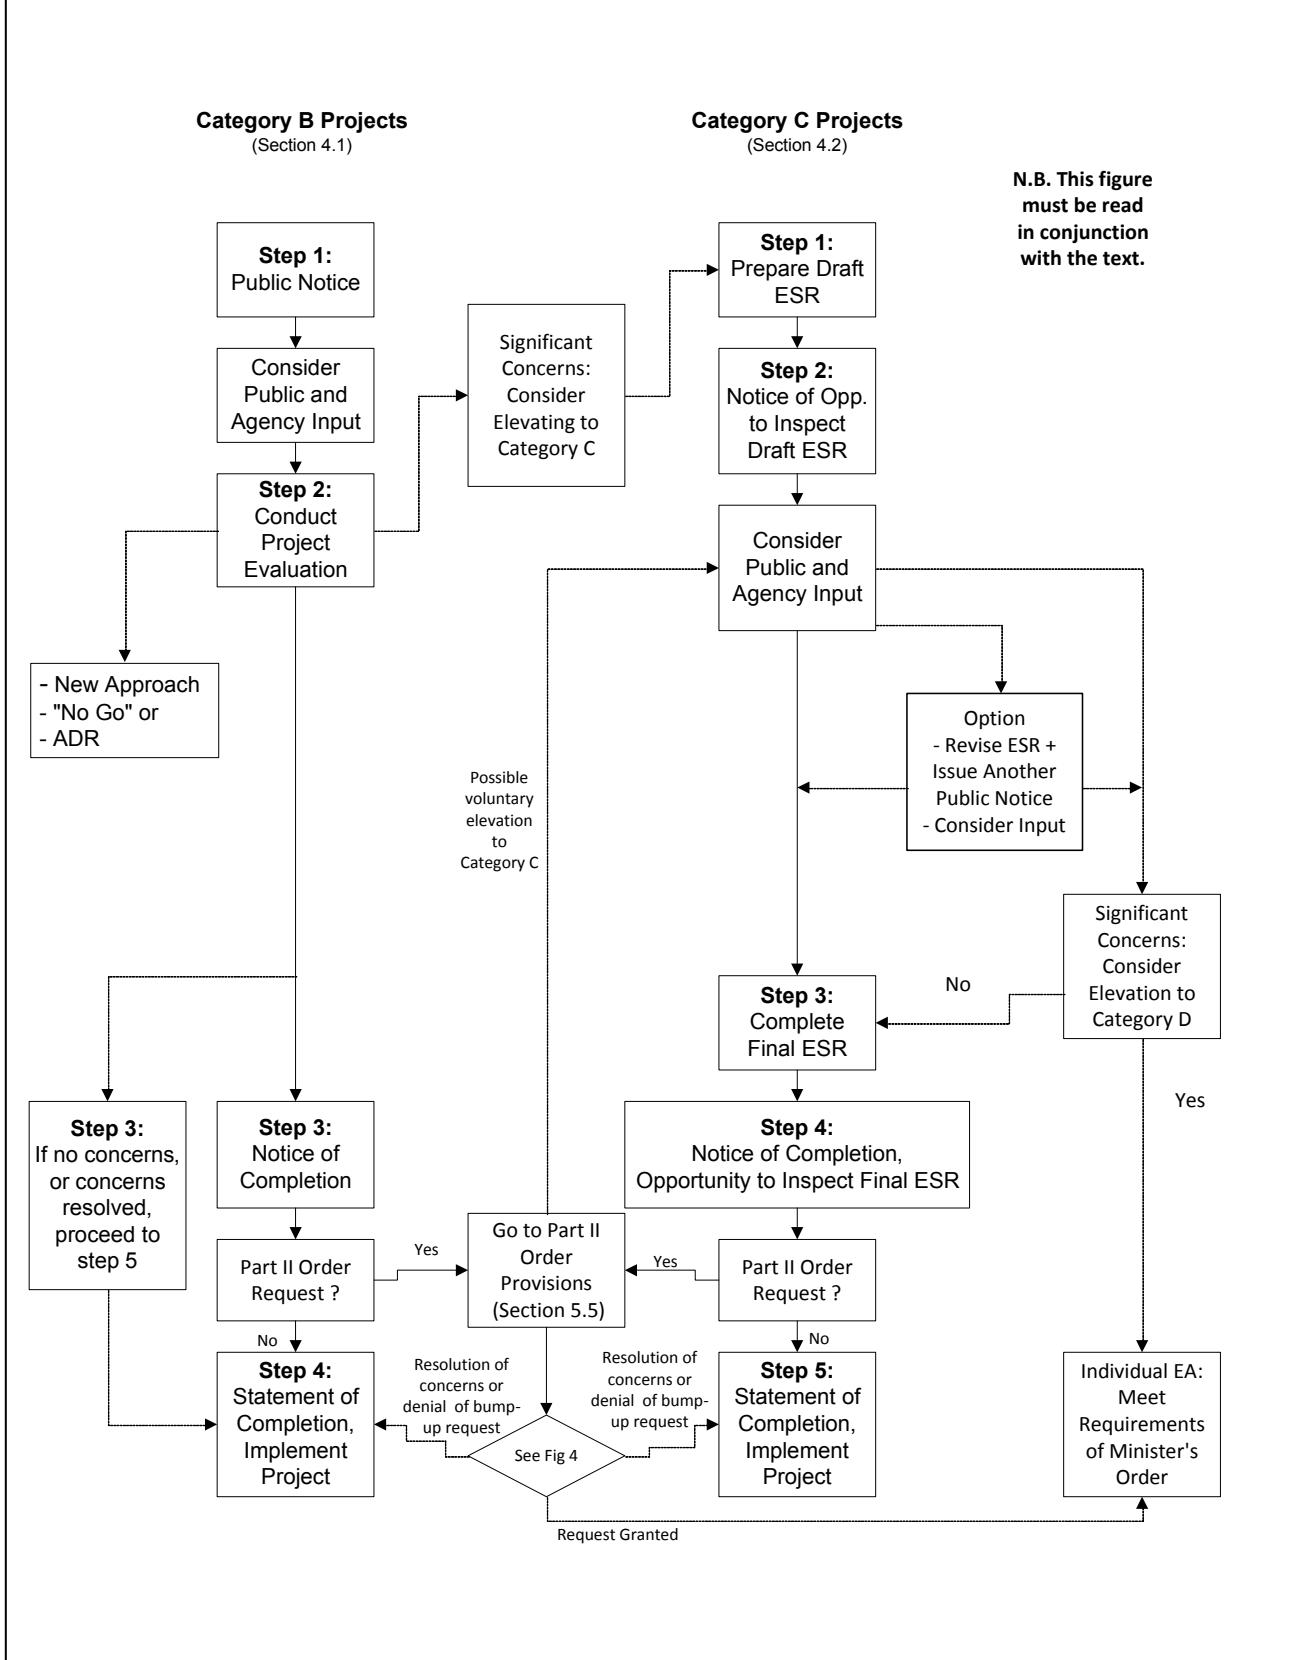 Category B Projects
(Section 4.1)
Category C Projects
(Section 4.2)
N.B. This figure
must be read
in conjunction
with the text.
Step 1:
Public Notice
Consider
Public and
Agency Input
Step 2:
Conduct
Project
Evaluation
- New Approach
- "No Go" or
- ADR
Significant
Concerns:
Consider
Elevating to
Category C
Step 1:
Prepare Draft
ESR
Step 2:
Notice of Opp.
to Inspect
Draft ESR
Consider
Public and
Agency Input
Option
- Revise ESR +
Issue Another
Public Notice
- Consider Input
Possible
voluntary
elevation
to
Category C
Significant
Concerns:
Consider
Elevation to
Category D
No
Yes
Step 3:
Complete
Final ESR
Step 3:
If no concerns,
or concerns
resolved,
proceed to
step 5
Step 3:
Notice of
Completion
Step 4:
Notice of Completion,
Opportunity to Inspect Final ESR
Part II Order
Request ?
Yes
Go to Part II
Order
Provisions
(Section 5.5)
Yes
Part II Order
Request ?
No
No
Step 4:
Statement of
Completion,
Implement
Project
Resolution of
concerns or
denial of bump-
up request
See Fig 4
Resolution of
concerns or
denial of bump-
up request
Step 5:
Statement of
Completion,
Implement
Project
Individual EA:
Meet
Requirements
of Minister's
Order
Request Granted